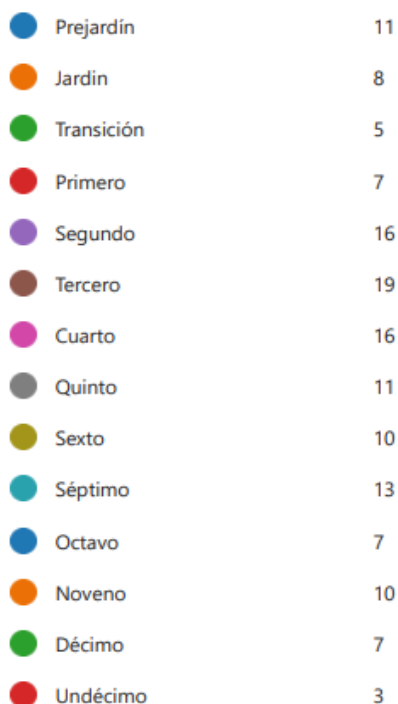 Prejardín 11
Jardin 8
Transición 5
Primero 7
Segundo 16
Tercero 19
Cuarto 16
Quinto 11
Sexto 10
Séptimo 13
Octavo 7
Noveno 10
Décimo 7
Undécimo 3